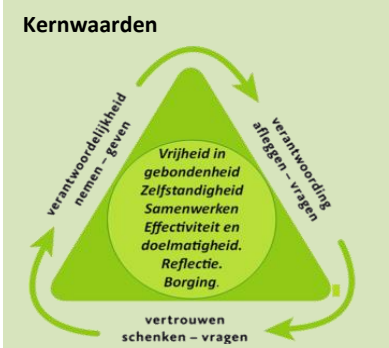 Kernwaarden
verantwoordelijkheid
nemen – geven
verantwoording
afleggen – vragen
Vrijheid in
gebondenheid
Zelfstandigheid
Samenwerken
Effectiviteit en
doelmatigheid.
Reflectie.
Borging.
vertrouwen
schenken – vragen